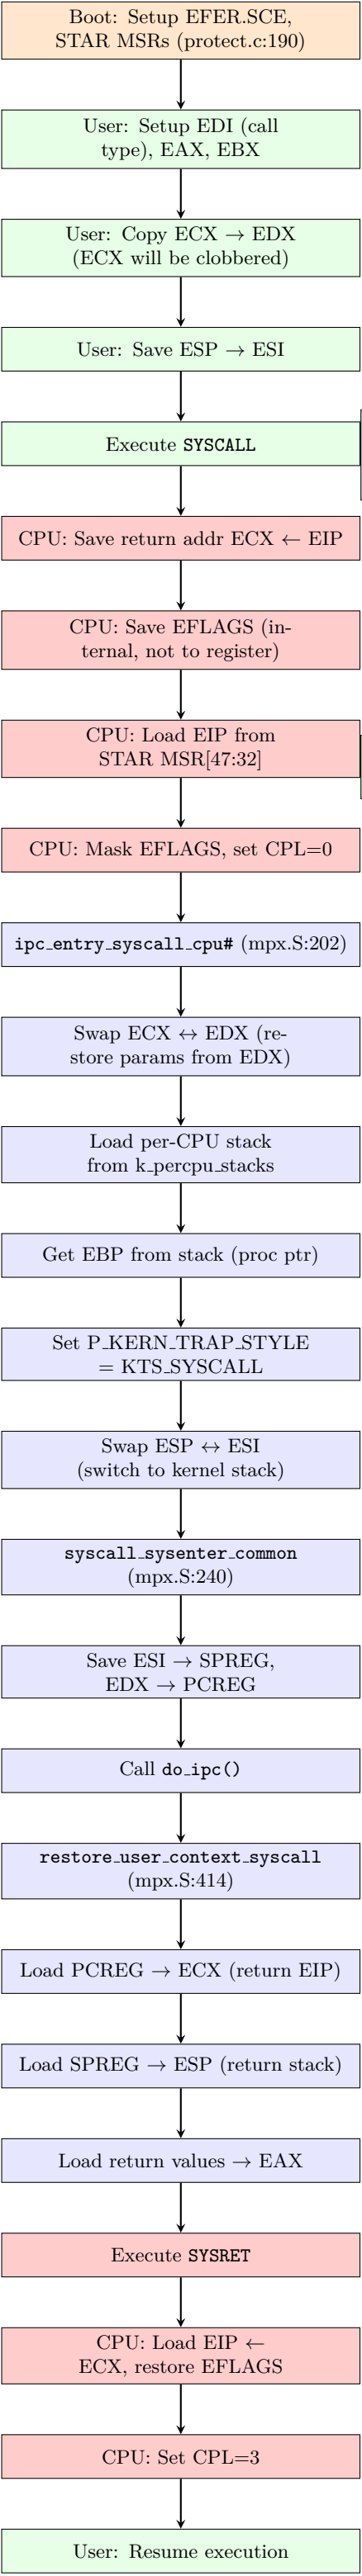 Boot: Setup EFER.SCE,
STAR MSRs (protect.c:190)
User: Setup EDI (call
type), EAX, EBX
User: Copy ECX → EDX
(ECX will be clobbered)
User: Save ESP → ESI
Execute SYSCALL
CPU: Save return addr ECX ← EIP
CPU: Save EFLAGS (in-
ternal, not to register)
CPU: Load EIP from
STAR MSR[47:32]
CPU: Mask EFLAGS, set CPL=0
ipc_entry_syscall_cpu# (mpx.S:202)
Swap ECX ↔ EDX (re-
store params from EDX)
Load per-CPU stack
from k_percpu_stacks
Get EBP from stack (proc ptr)
Set P_KERN_TRAP_STYLE
= KTS_SYSCALL
Swap ESP ↔ ESI
(switch to kernel stack)
syscall_sysenter_common
(mpx.S:240)
Save ESI → SPREG,
EDX → PCREG
Call do_ipc()
restore_user_context_syscall
(mpx.S:414)
Load PCREG → ECX (return EIP)
Load SPREG → ESP (return stack)
Load return values → EAX
Execute SYSRET
CPU: Load EIP ←
ECX, restore EFLAGS
CPU: Set CPL=3
User: Resume execution